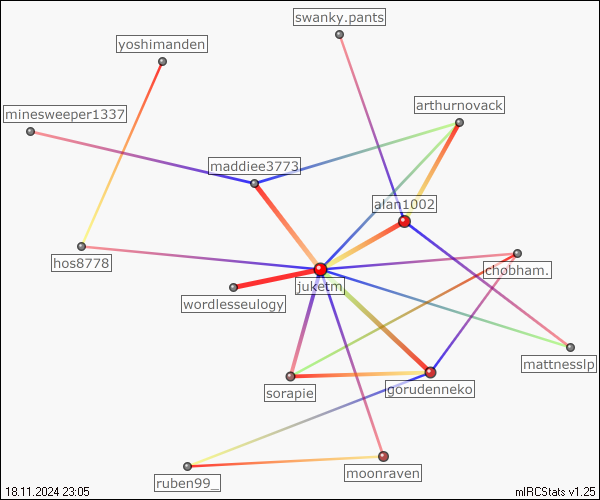 swanky.pants
yoshimanden
arthurnovack
minesweeper1337
maddiee3773
alan1002
hos8778
chobham.
juketm
wordlesseulogy
mattnesslp
sorapie
gorudenneko
moonraven
ruben99_
18.11.2024 23:05
mIRCStats v1.25